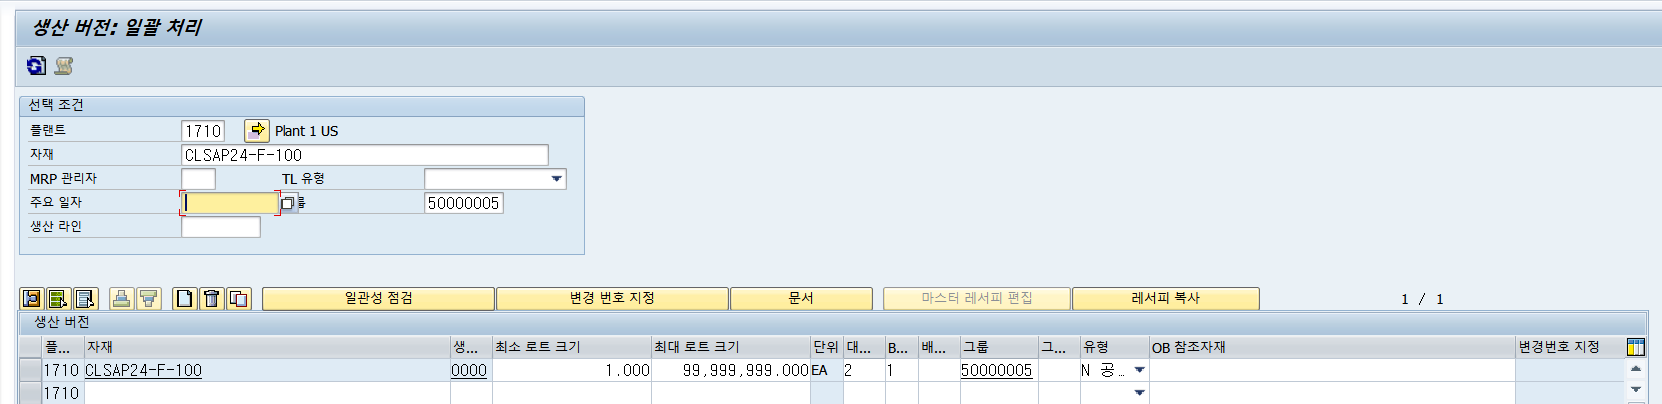 생산 버전: 일괄 처리
선택 조건
플랜트 1710 Plant 1 US
자재 CLSAP24-F-100
MRP 관리자 TL 유형
주요 일자 50000005
생산 라인
일관성 점검 변경 번호 지정 문서 마스터 레서피 편집 레서피 복사 1 / 1
생산 버전
플... 자재 생... 최소 로트 크기 최대 로트 크기 단위 대... B... 배... 그룹 그... 유형 OB 참조자재 변경번호 지정
1710 CLSAP24-F-100 0000 1.000 99,999,999.000 EA 2 1 50000005 N 공...
1710